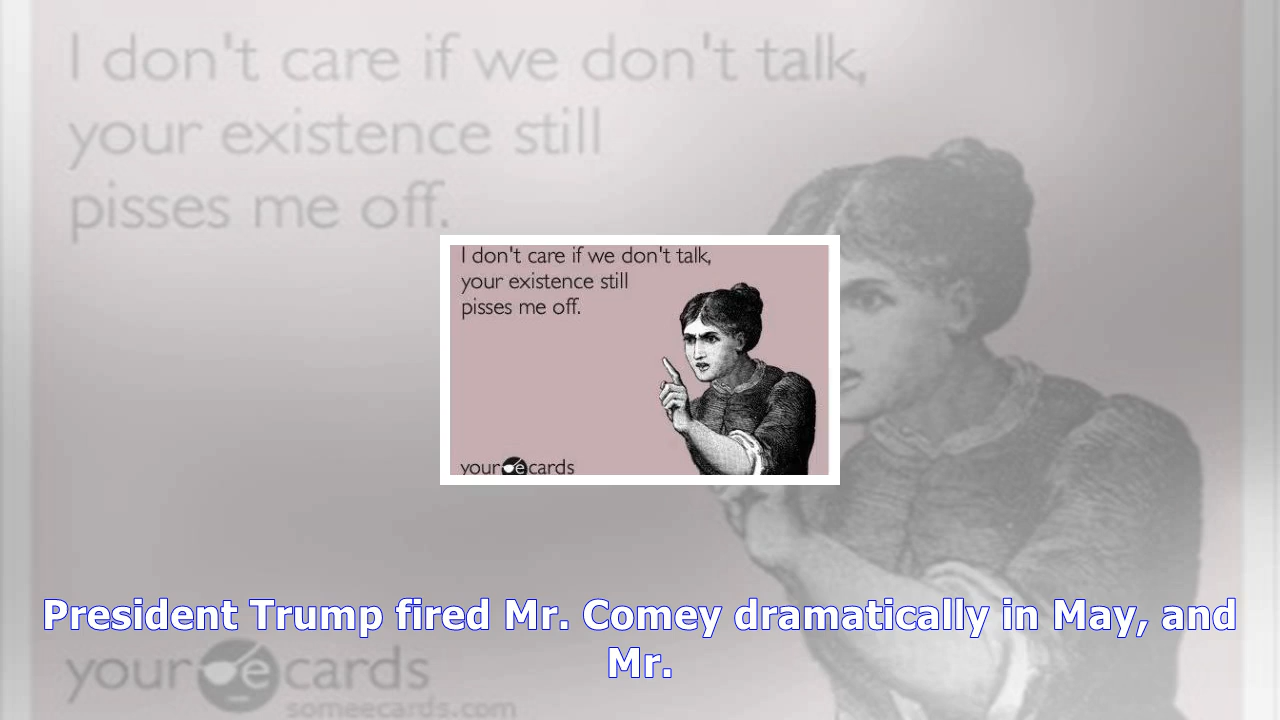 I don't care if we don't talk,
your existence still
pisses me off.
I don't care if we don't talk,
your existence still
pisses me off.
your e cards
President Trump fired Mr. Comey dramatically in May, and
Mr.
your e cards
someecards.com